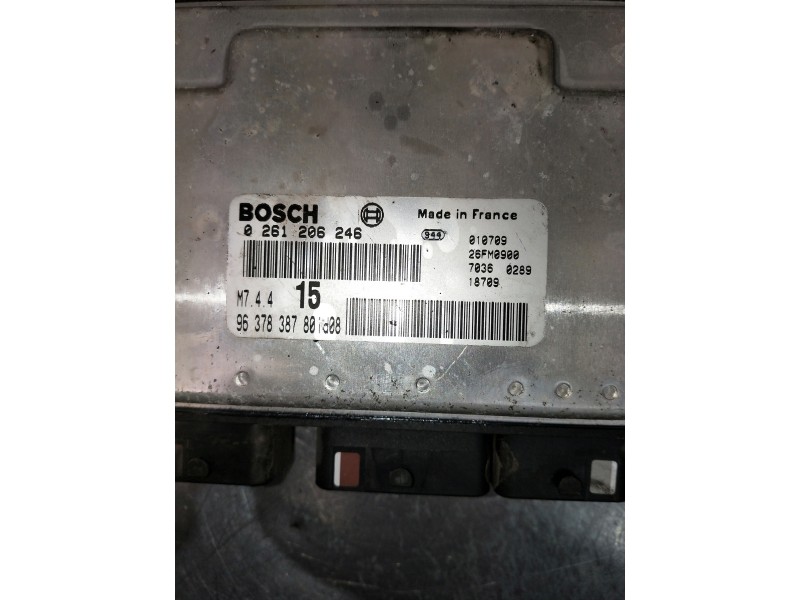 BOSCH Made in France
0 261 206 246 944 010709
26FM0900
7036 0289
18709
M7.4.4 15
96 378 387 80